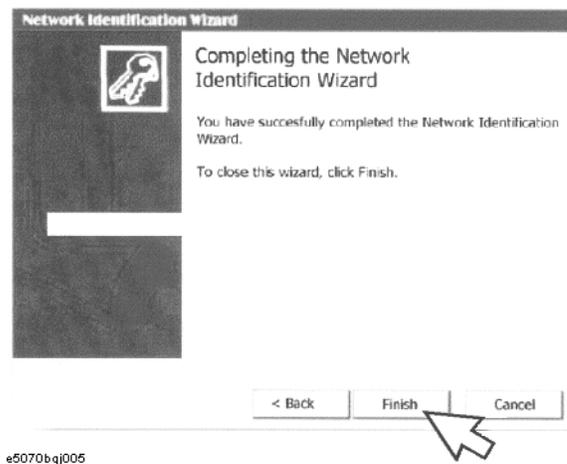 Network Identification Wizard
Completing the Network
Identification Wizard
You have succesfully completed the Network Identification
Wizard.
To close this wizard, click Finish.
< Back
Finish
Cancel
e5070bqj005